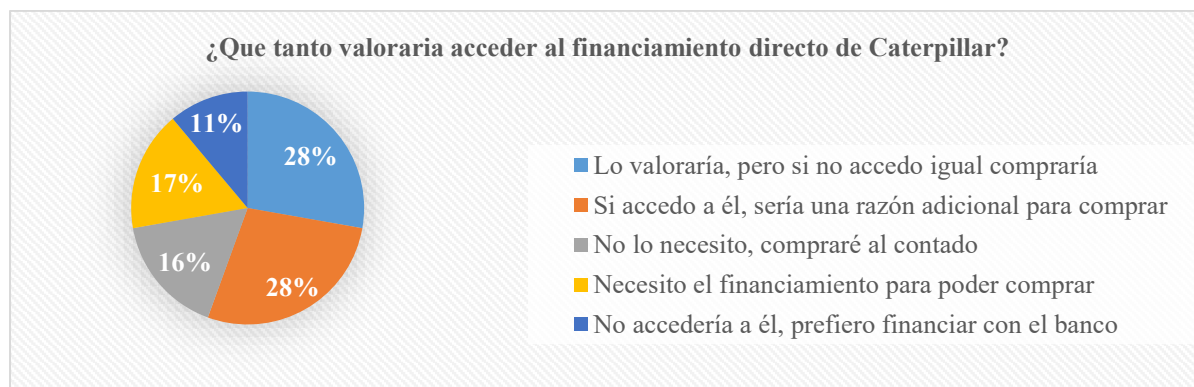 ¿Que tanto valoraria acceder al financiamiento directo de Caterpillar?
11%
28%
17%
16%
28%
Lo valoraría, pero si no accedo igual compraría
Si accedo a él, sería una razón adicional para comprar
No lo necesito, compraré al contado
Necesito el financiamiento para poder comprar
No accedería a él, prefiero financiar con el banco